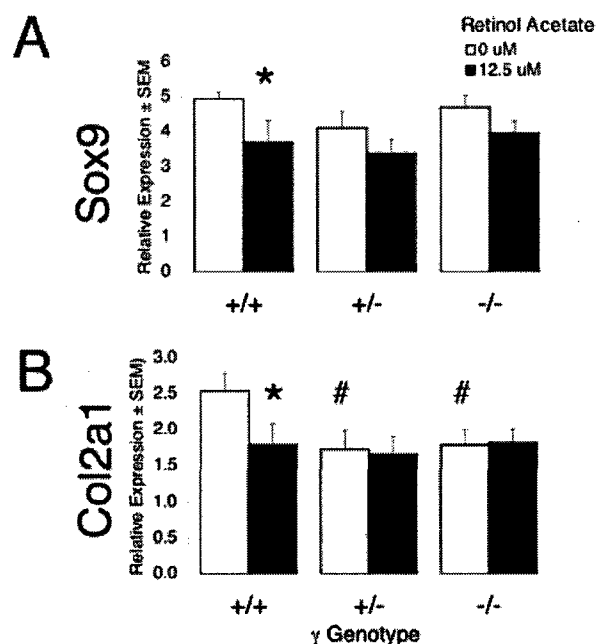 Retinol Acetate
□ 0 uM
■ 12.5 uM
A
Sox9
Relative Expression ± SEM
6
5
4
3
2
1
0
*
+/+ +/- -/-
B
Col2a1
Relative Expression ± SEM)
3.0
2.5
2.0
1.5
1.0
0.5
0.0
* # #
+/+ +/- -/-
γ Genotype